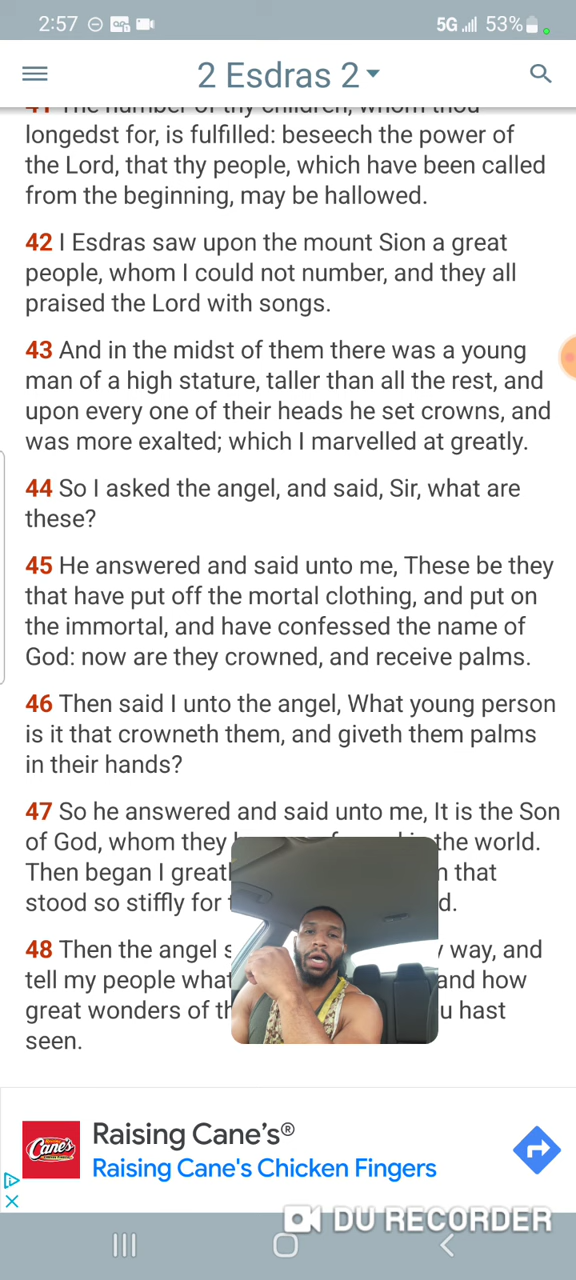 2:57
5G 53%
2 Esdras 2
41 The number of thy children, whom thou
longedst for, is fulfilled: beseech the power of
the Lord, that thy people, which have been called
from the beginning, may be hallowed.
42 I Esdras saw upon the mount Sion a great
people, whom I could not number, and they all
praised the Lord with songs.
43 And in the midst of them there was a young
man of a high stature, taller than all the rest, and
upon every one of their heads he set crowns, and
was more exalted; which I marvelled at greatly.
44 So I asked the angel, and said, Sir, what are
these?
45 He answered and said unto me, These be they
that have put off the mortal clothing, and put on
the immortal, and have confessed the name of
God: now are they crowned, and receive palms.
46 Then said I unto the angel, What young person
is it that crowneth them, and giveth them palms
in their hands?
47 So he answered and said unto me, It is the Son
of God, whom they the world.
Then began I that
stood so stiffly for
48 Then the angel way, and
tell my people what and how
great wonders of hast
seen.
Cane's
Raising Cane's®
Raising Cane's Chicken Fingers
DU RECORDER